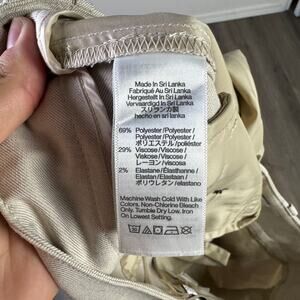 Made In Sri Lanka
Fabriqué Au Sri Lanka
Hergestellt In Sri Lanka
Vervaardigd In Sri Lanka
スリランカ製
hecho en Sri Lanka
69% Polyester/Polyester/
Polyester/Polyester/
ポリエステル/poliéster
29% Viscose/Viscose/
Viskose/Viscose/
レーヨン/viscosa
2% Elastane/Élasthanne/
Elastan/Elastaan/
ポリウレタン/elastano
Machine Wash Cold With Like
Colors. Non-Chlorine Bleach
Only. Tumble Dry Low. Iron
On Lowest Setting.